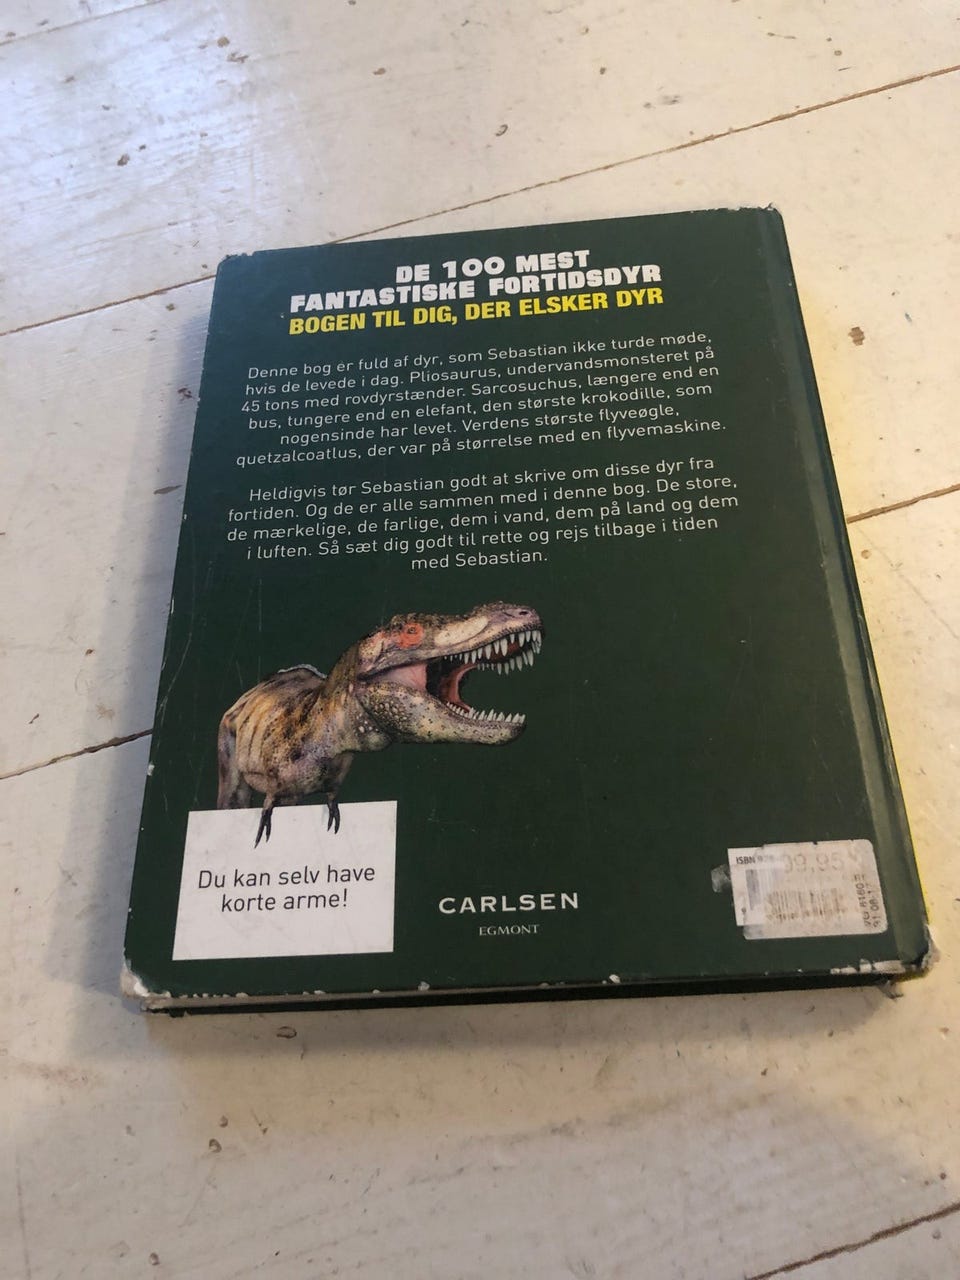 DE 100 MEST
FANTASTISKE FORTIDSDYR
BOGEN TIL DIG, DER ELSKER DYR
Denne bog er fuld af dyr, som Sebastian ikke turde møde,
hvis de levede i dag. Pliosaurus, undervandsmonsteret på
45 tons med rovdyrstænder. Sarcosuchus, længere end en
bus, tungere end en elefant, den største krokodille, som
nogensinde har levet. Verdens største flyveøgle,
quetzalcoatlus, der var på størrelse med en flyvemaskine.
Heldigvis tør Sebastian godt at skrive om disse dyr fra
fortiden. Og de er alle sammen med i denne bog. De store,
de mærkelige, de farlige, dem i vand, dem på land og dem
i luften. Så sæt dig godt til rette og rejs tilbage i tiden
med Sebastian.
Du kan selv have
korte arme!
CARLSEN
EGMONT
ISBN
99,95